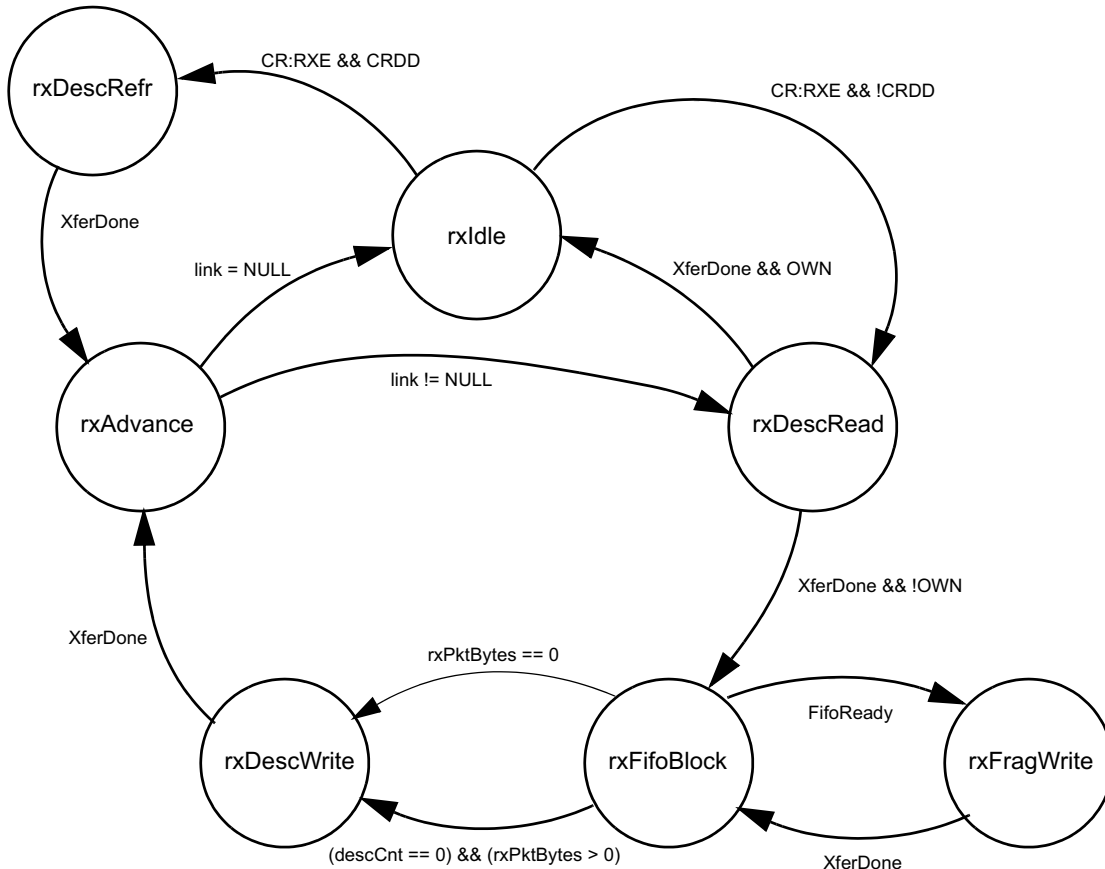 CR:RXE && CRDD
rxDescRefr
CR:RXE && !CRDD
XferDone
rxIdle
link = NULL
XferDone && OWN
link != NULL
rxAdvance
rxDescRead
XferDone && !OWN
XferDone
rxPktBytes == 0
FifoReady
rxDescWrite
rxFifoBlock
rxFragWrite
(descCnt == 0) && (rxPktBytes > 0)
XferDone